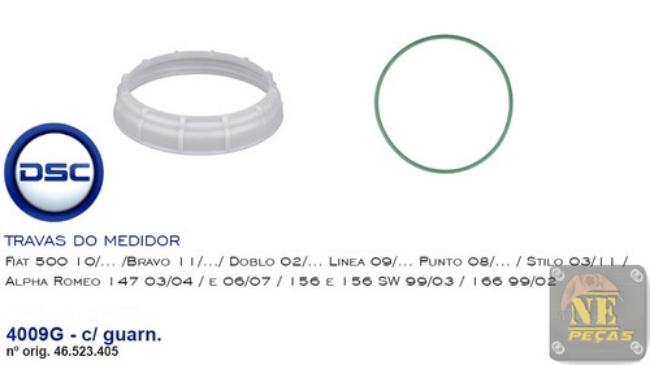 DSC
TRAVAS DO MEDIDOR
FIAT 500 10/... /BRAVO 11/.../ DOBLO 02/... LINEA 09/... PUNTO 08/... / STILO 03/11 /
ALPHA ROMEO 147 03/04 / E 06/07 / 156 E 156 SW 99/03 / 166 99/02
4009G - c/ guarn.
nº orig. 46.523.405
NE
PEÇAS